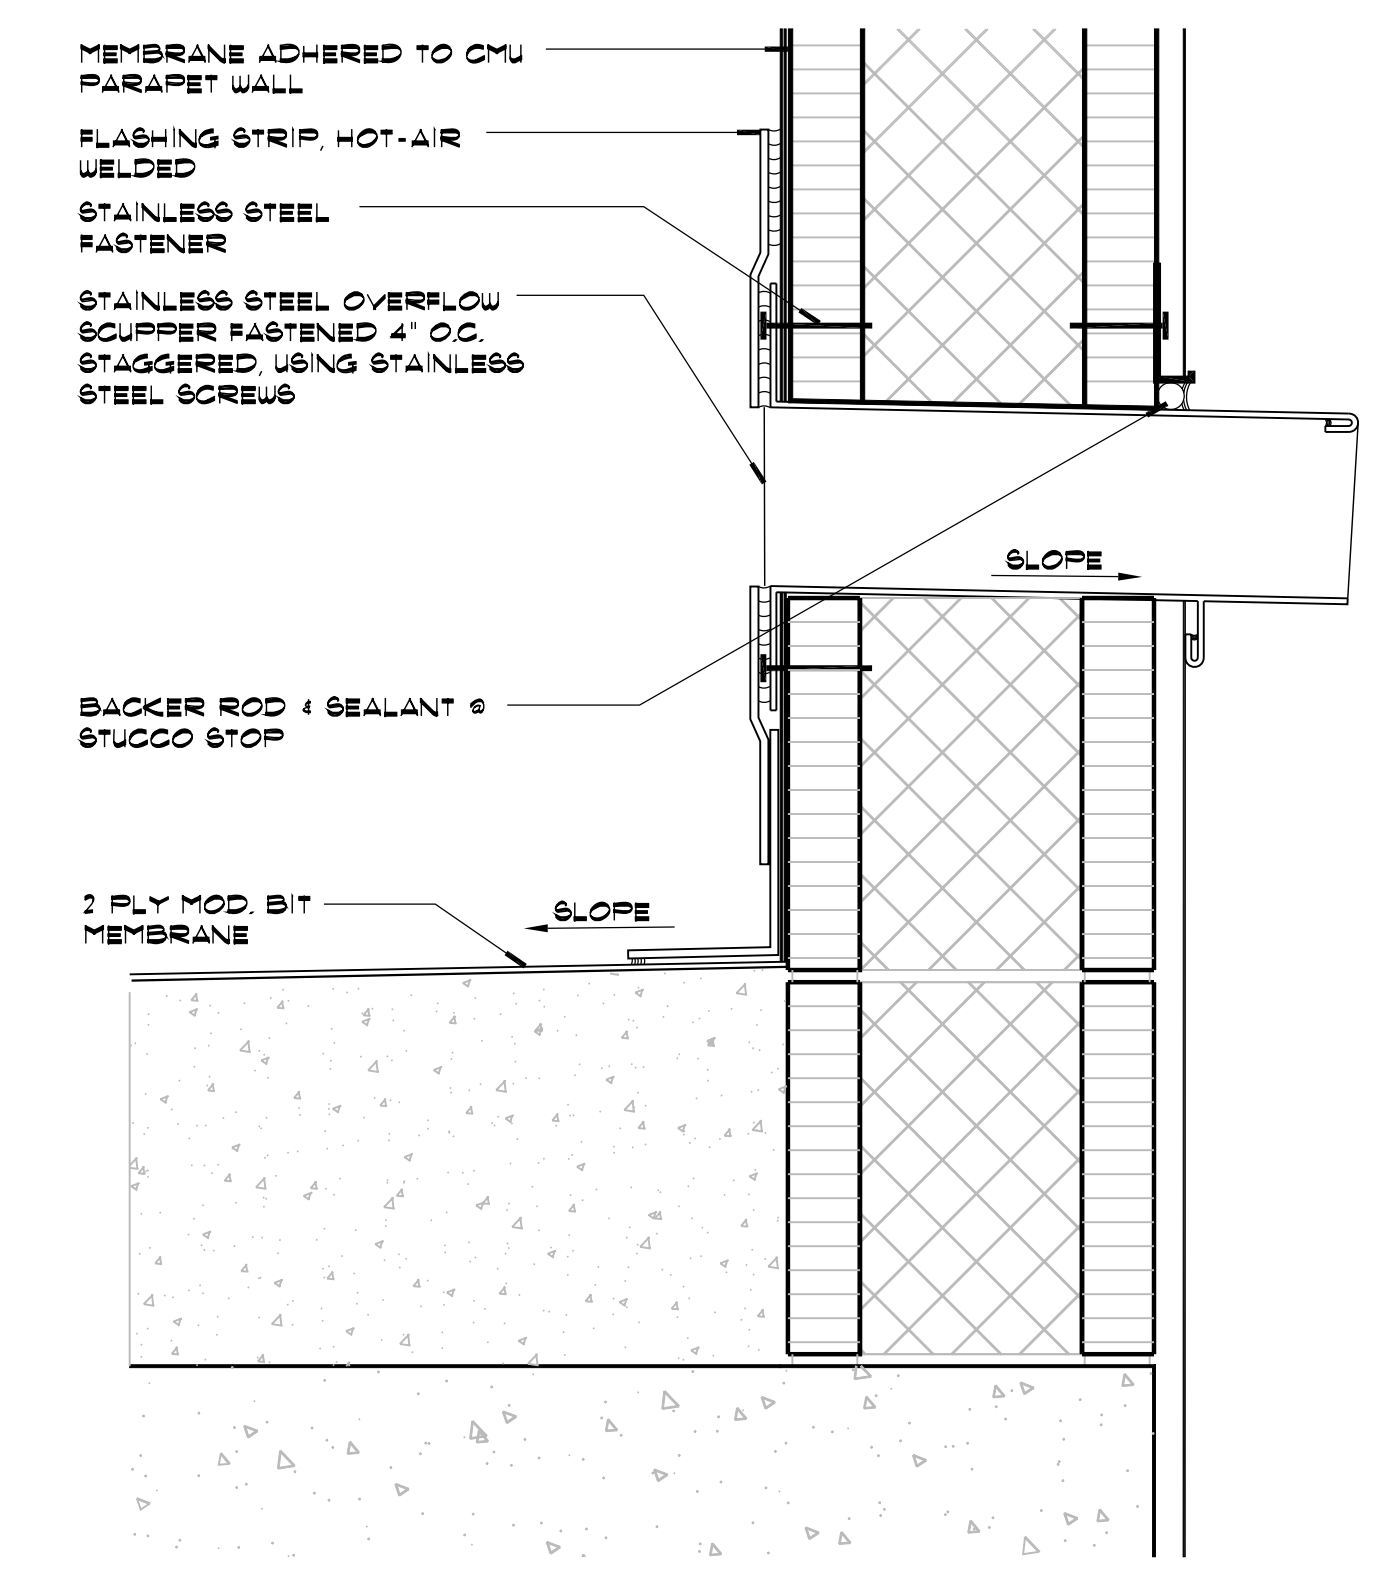 MEMBRANE ADHERED TO CMU
PARAPET WALL
FLASHING STRIP, HOT-AIR
WELDED
STAINLESS STEEL
FASTENER
STAINLESS STEEL OVERFLOW
SCUPPER FASTENED 4" O.C.
STAGGERED, USING STAINLESS
STEEL SCREWS
SLOPE
BACKER ROD & SEALANT @
STUCCO STOP
2 PLY MOD. BIT
MEMBRANE
SLOPE